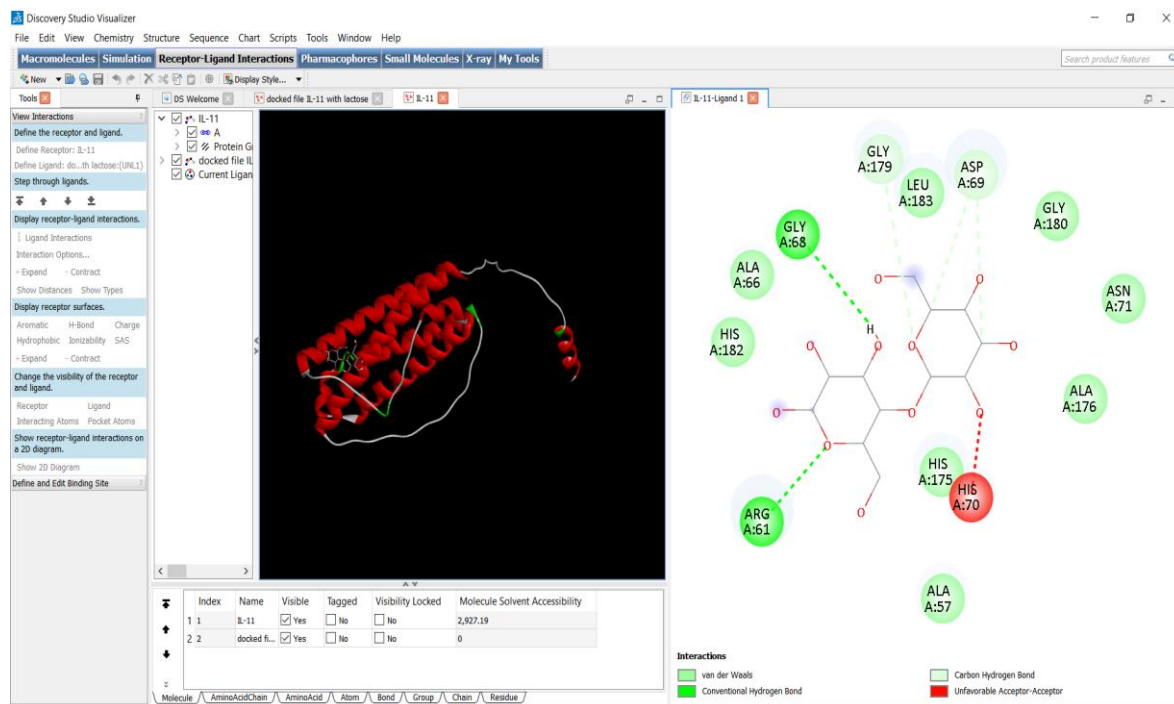 Discovery Studio Visualizer
File Edit View Chemistry Structure Sequence Chart Scripts Tools Window Help
Macromolecules Simulation Receptor-Ligand Interactions Pharmacophores Small Molecules X-ray My Tools
Search product features
New Display Style...
Tools
DS Welcome
docked file IL-11 with lactose
IL-11
IL-11-Ligand 1
View Interactions
Define the receptor and ligand.
Define Receptor: IL-11
Define Ligand: do...th lactose:(UNL1)
Step through ligands.
Display receptor-ligand interactions.
Ligand Interactions
Interaction Options...
+ Expand - Contract
Show Distances Show Types
Display receptor surfaces.
Aromatic H-Bond Charge
Hydrophobic Ionizability SAS
+ Expand - Contract
Change the visibility of the receptor
and ligand.
Receptor Ligand
Interacting Atoms Pocket Atoms
Show receptor-ligand interactions on
a 2D diagram.
Show 2D Diagram
Define and Edit Binding Site
IL-11
A
Protein Gr
docked file IL
Current Ligan
Index Name Visible Tagged Visibility Locked Molecule Solvent Accessibility
1 1 IL-11 Yes No No 2,927.19
2 2 docked fi... Yes No No 0
Molecule AminoAcidChain AminoAcid Atom Bond Group Chain Residue
GLY
A:179
LEU
A:183
ASP
A:69
GLY
A:180
GLY
A:68
ALA
A:66
ASN
A:71
HIS
A:182
ALA
A:176
HIS
A:175
HIS
A:70
ARG
A:61
ALA
A:57
O
O
H
O
O
O
O
O
O
O
O
O
O
Interactions
van der Waals
Conventional Hydrogen Bond
Carbon Hydrogen Bond
Unfavorable Acceptor-Acceptor